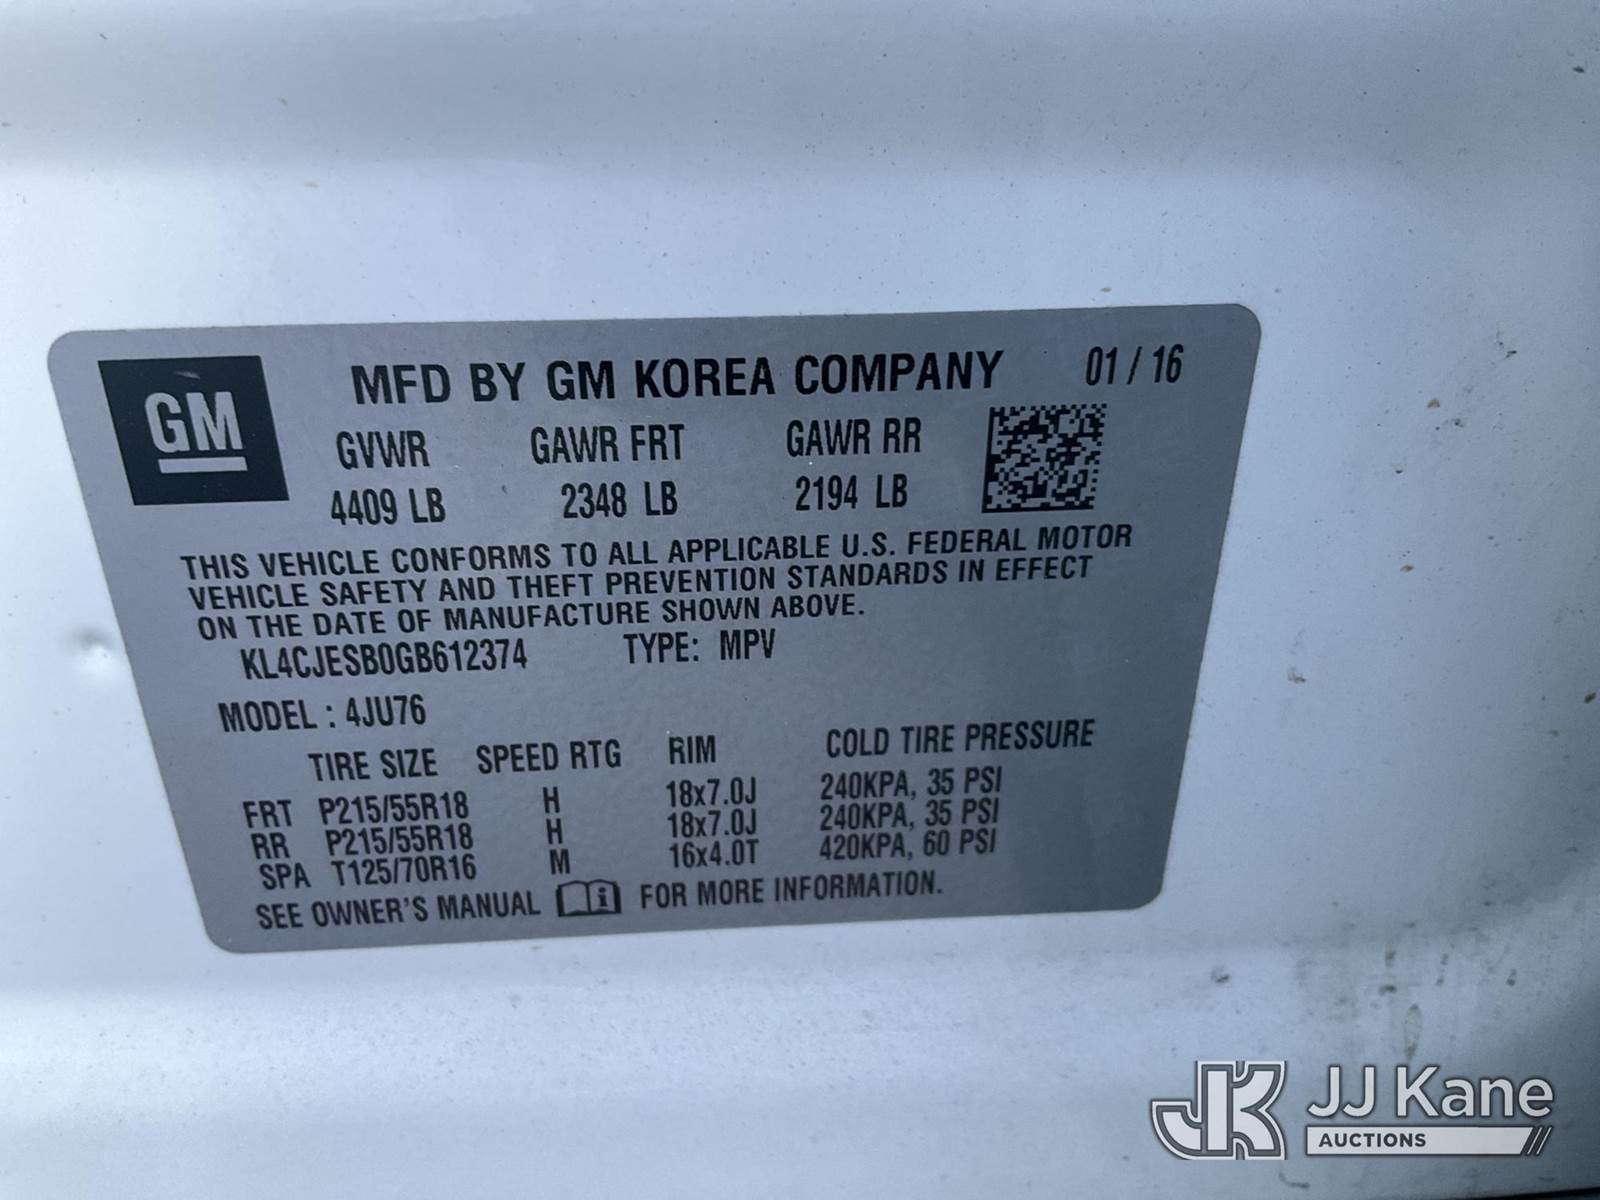 GM
MFD BY GM KOREA COMPANY 01 / 16
GVWR GAWR FRT GAWR RR
4409 LB 2348 LB 2194 LB
THIS VEHICLE CONFORMS TO ALL APPLICABLE U.S. FEDERAL MOTOR
VEHICLE SAFETY AND THEFT PREVENTION STANDARDS IN EFFECT
ON THE DATE OF MANUFACTURE SHOWN ABOVE.
KL4CJESB0GB612374 TYPE: MPV
MODEL : 4JU76
TIRE SIZE SPEED RTG RIM COLD TIRE PRESSURE
FRT P215/55R18 H 18x7.0J 240KPA, 35 PSI
RR P215/55R18 H 18x7.0J 240KPA, 35 PSI
SPA T125/70R16 M 16x4.0T 420KPA, 60 PSI
SEE OWNER'S MANUAL i FOR MORE INFORMATION.
JK JJ Kane
AUCTIONS